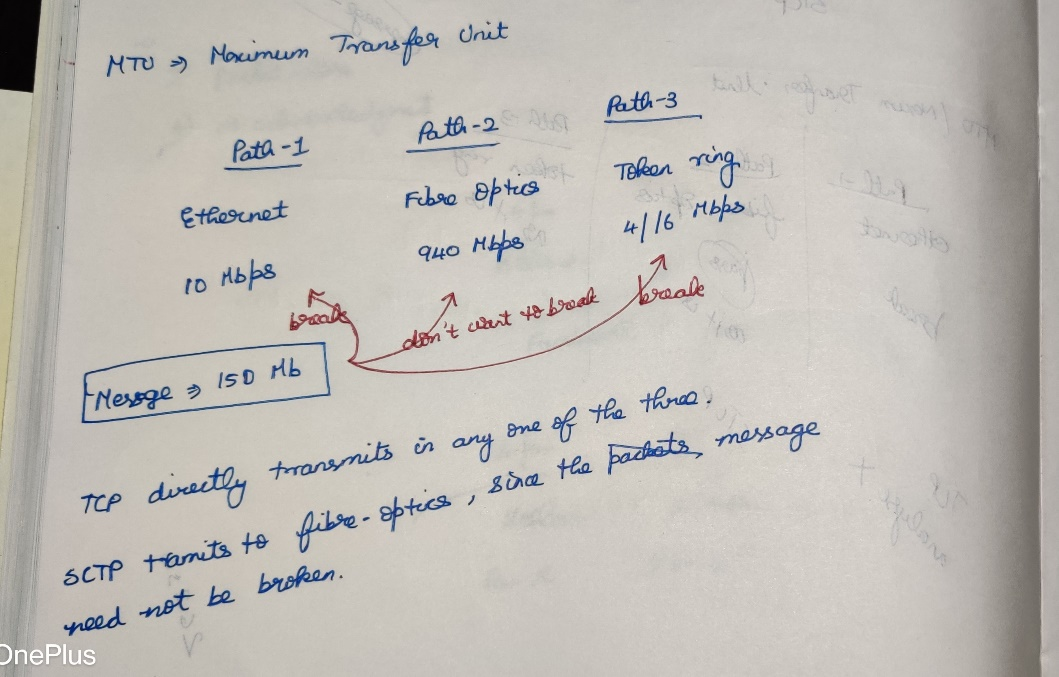 MTU ⇒ Maximum Transfer Unit
Path-1 Path-2 Path-3
Ethernet Fibre Optics Token ring
10 Mbps 940 Mbps 4/16 Mbps
break don't want to break break
Message ⇒ 150 Mb
TCP directly transmits in any one of the three.
SCTP tramits to fibre-optics, since the packets, message
need not be broken.
OnePlus